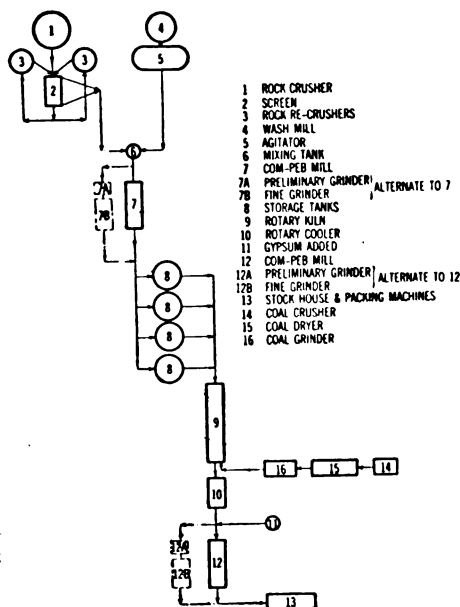 1
4
3
3
2
5
6
7A
7B
7
8
8
8
8
9
16
15
14
10
11
12A
12B
12
13
1 ROCK CRUSHER
2 SCREEN
3 ROCK RE-CRUSHERS
4 WASH MILL
5 AGITATOR
6 MIXING TANK
7 COM-PEB MILL
7A PRELIMINARY GRINDER
7B FINE GRINDER
ALTERNATE TO 7
8 STORAGE TANKS
9 ROTARY KILN
10 ROTARY COOLER
11 GYPSUM ADDED
12 COM-PEB MILL
12A PRELIMINARY GRINDER
12B FINE GRINDER
ALTERNATE TO 12
13 STOCK HOUSE & PACKING MACHINES
14 COAL CRUSHER
15 COAL DRYER
16 COAL GRINDER